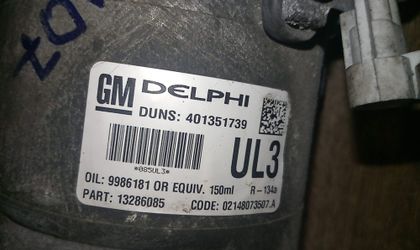 GM DELPHI
DUNS: 401351739
UL3
*085UL3*
OIL: 9986181 OR EQUIV. 150ml R-134a
PART: 13286085 CODE: 02148073507.A